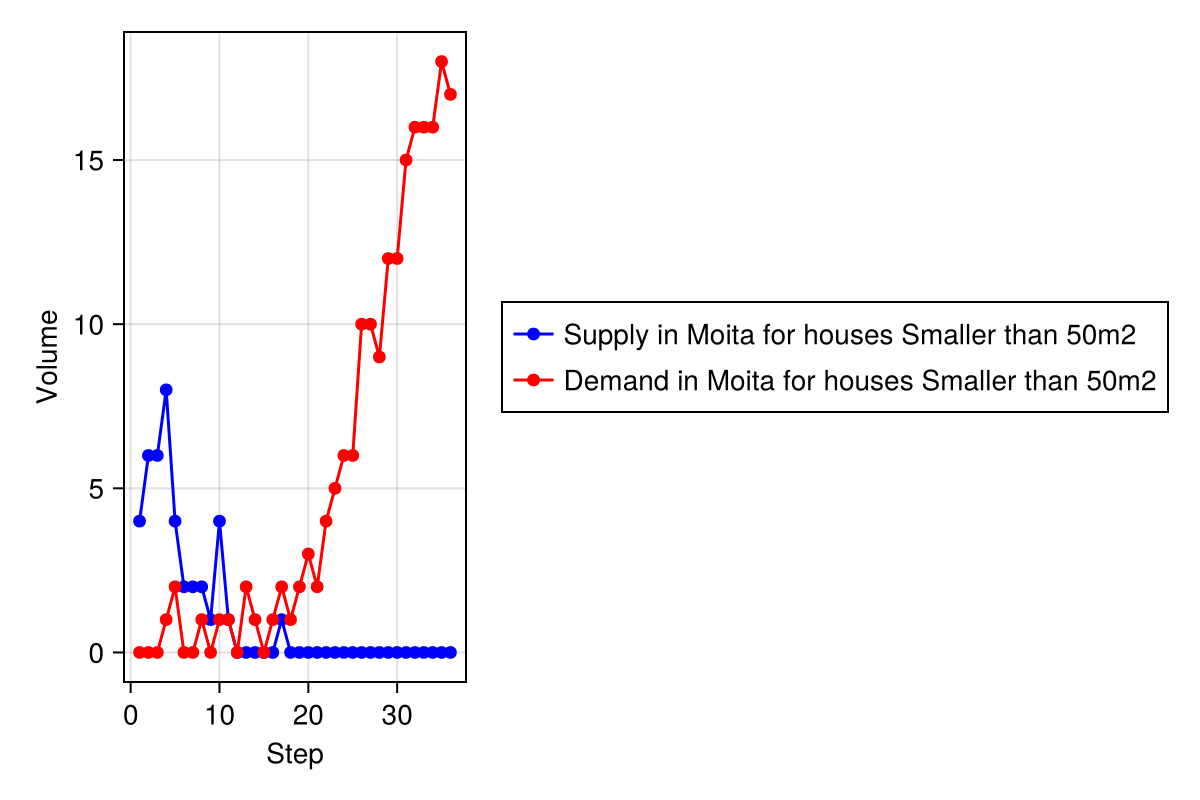 15
10
5
0
Volume
0 10 20 30
Step
Supply in Moita for houses Smaller than 50m2
Demand in Moita for houses Smaller than 50m2